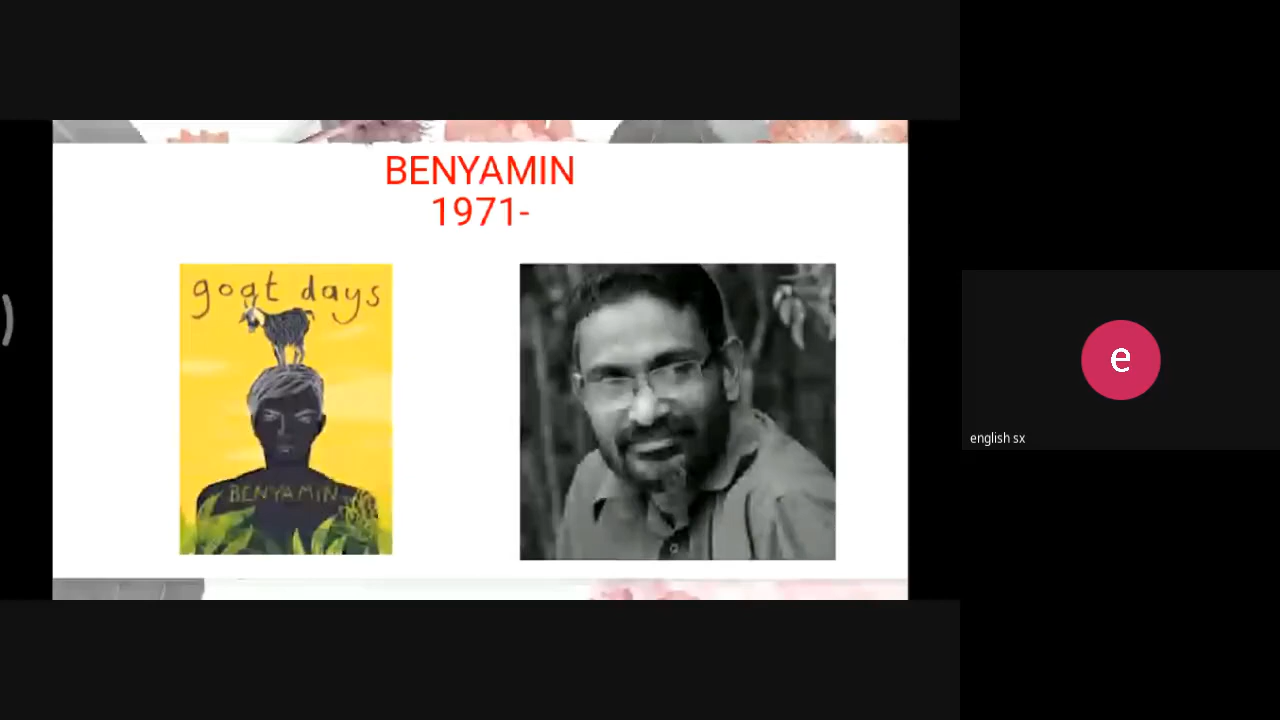 BENYAMIN
1971-
goat days
BENYAMIN
e
english sx